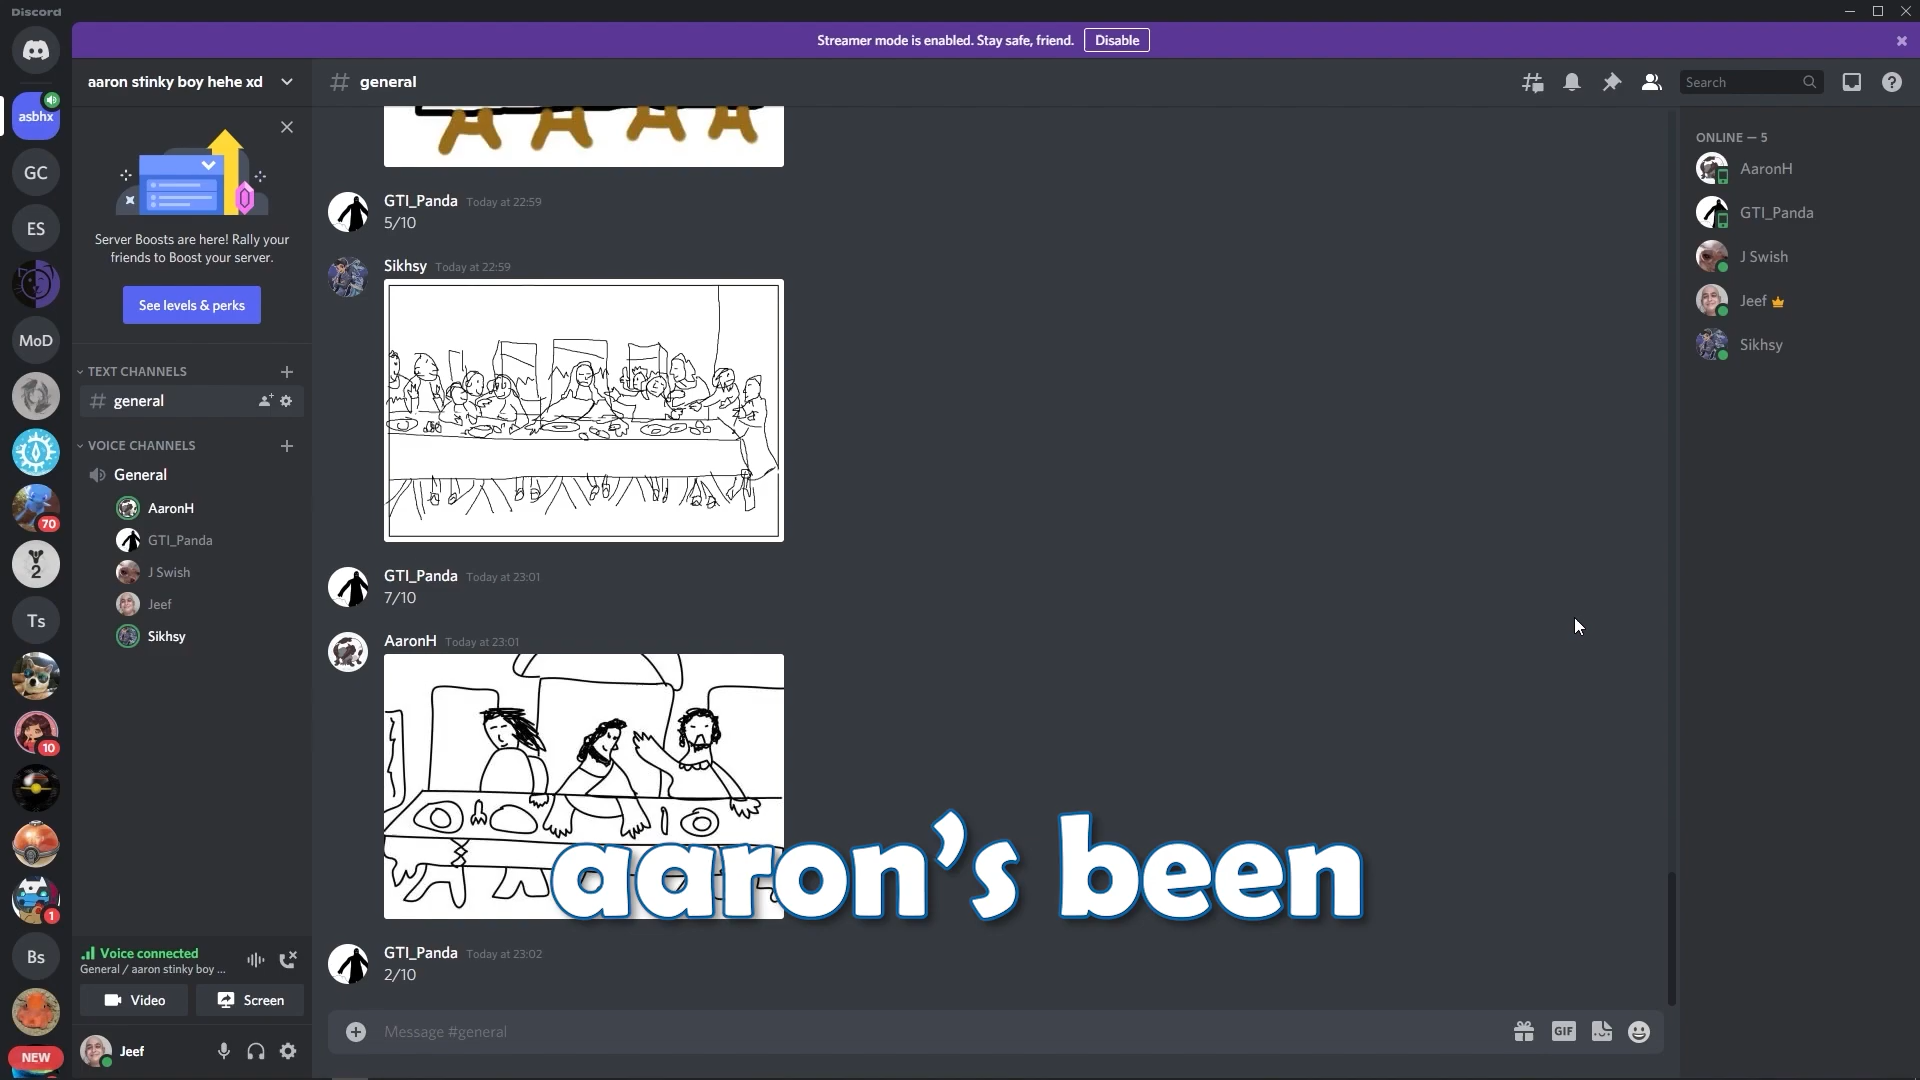 Discord
Streamer mode is enabled. Stay safe, friend. Disable
asbhx
GC
ES
MoD
70
2
Ts
10
1
Bs
NEW
aaron stinky boy hehe xd
Server Boosts are here! Rally your
friends to Boost your server.
See levels & perks
TEXT CHANNELS
general
VOICE CHANNELS
General
AaronH
GTI_Panda
J Swish
Jeef
Sikhsy
Voice connected
General / aaron stinky boy ...
Video Screen
Jeef
# general
Search
GTI_Panda Today at 22:59
5/10
Sikhsy Today at 22:59
GTI_Panda Today at 23:01
7/10
AaronH Today at 23:01
aaron's been
GTI_Panda Today at 23:02
2/10
Message #general
GIF
ONLINE — 5
AaronH
GTI_Panda
J Swish
Jeef
Sikhsy